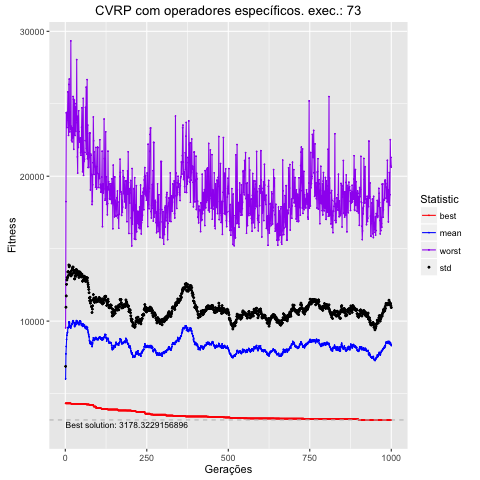 CVRP com operadores específicos. exec.: 73
30000
20000
10000
Fitness
Best solution: 3178.3229156896
0
250
500
750
1000
Gerações
Statistic
best
mean
worst
std